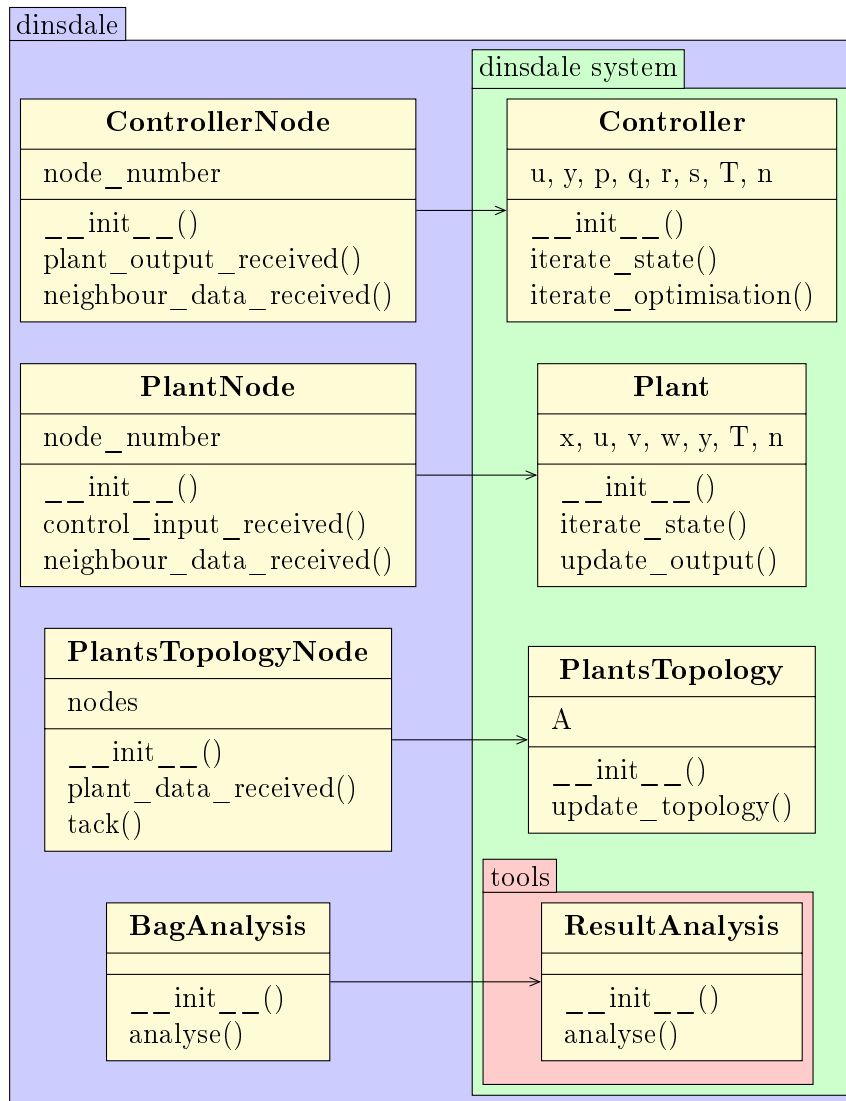 dinsdale
dinsdale system
ControllerNode
node_number
__init__()
plant_output_received()
neighbour_data_received()
Controller
u, y, p, q, r, s, T, n
__init__()
iterate_state()
iterate_optimisation()
PlantNode
node_number
__init__()
control_input_received()
neighbour_data_received()
Plant
x, u, v, w, y, T, n
__init__()
iterate_state()
update_output()
PlantsTopologyNode
nodes
__init__()
plant_data_received()
tack()
PlantsTopology
A
__init__()
update_topology()
tools
BagAnalysis
__init__()
analyse()
ResultAnalysis
__init__()
analyse()